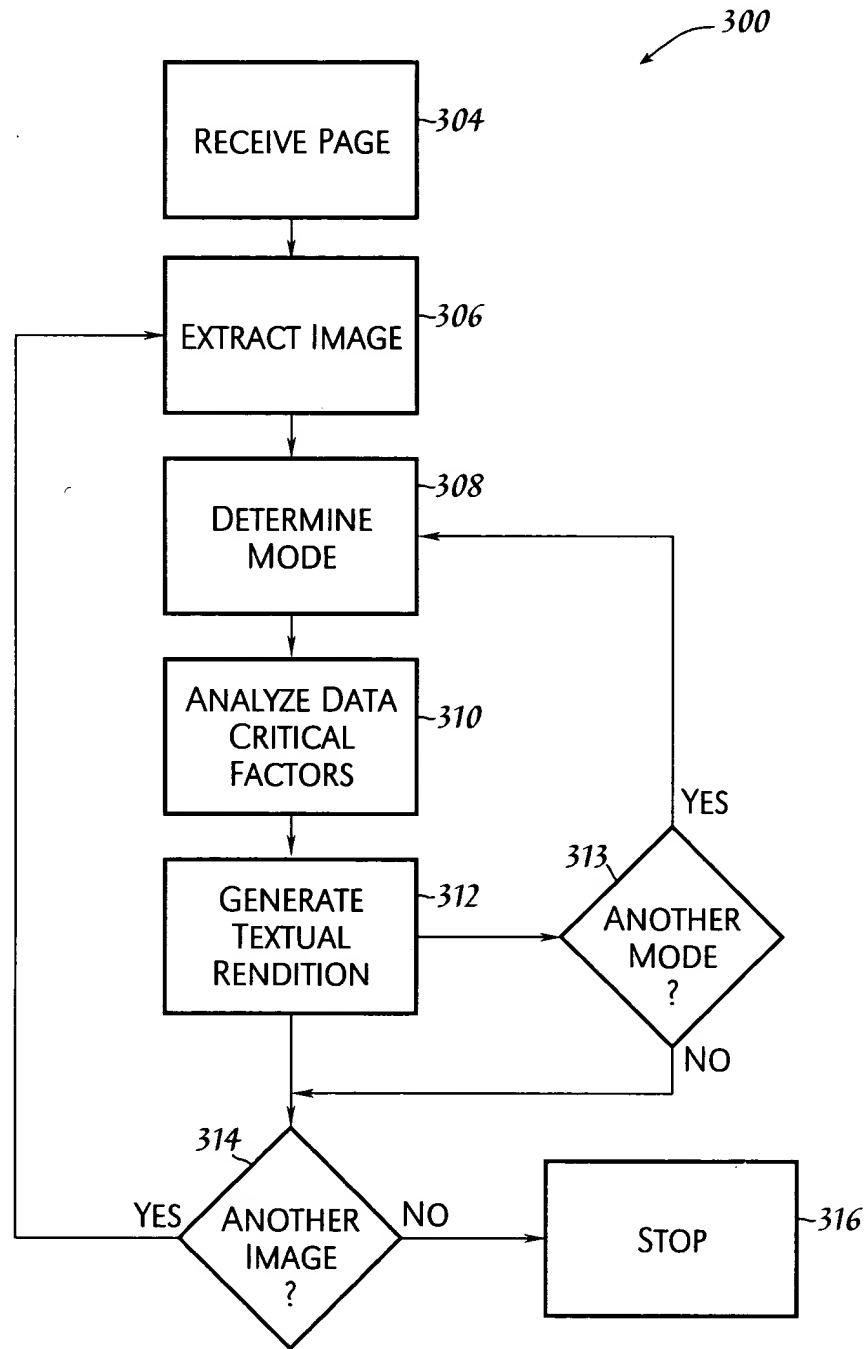 300
RECEIVE PAGE
304
EXTRACT IMAGE
306
DETERMINE
MODE
308
ANALYZE DATA
CRITICAL
FACTORS
310
GENERATE
TEXTUAL
RENDITION
312
YES
313
ANOTHER
MODE
?
NO
314
YES
ANOTHER
IMAGE
?
NO
STOP
316